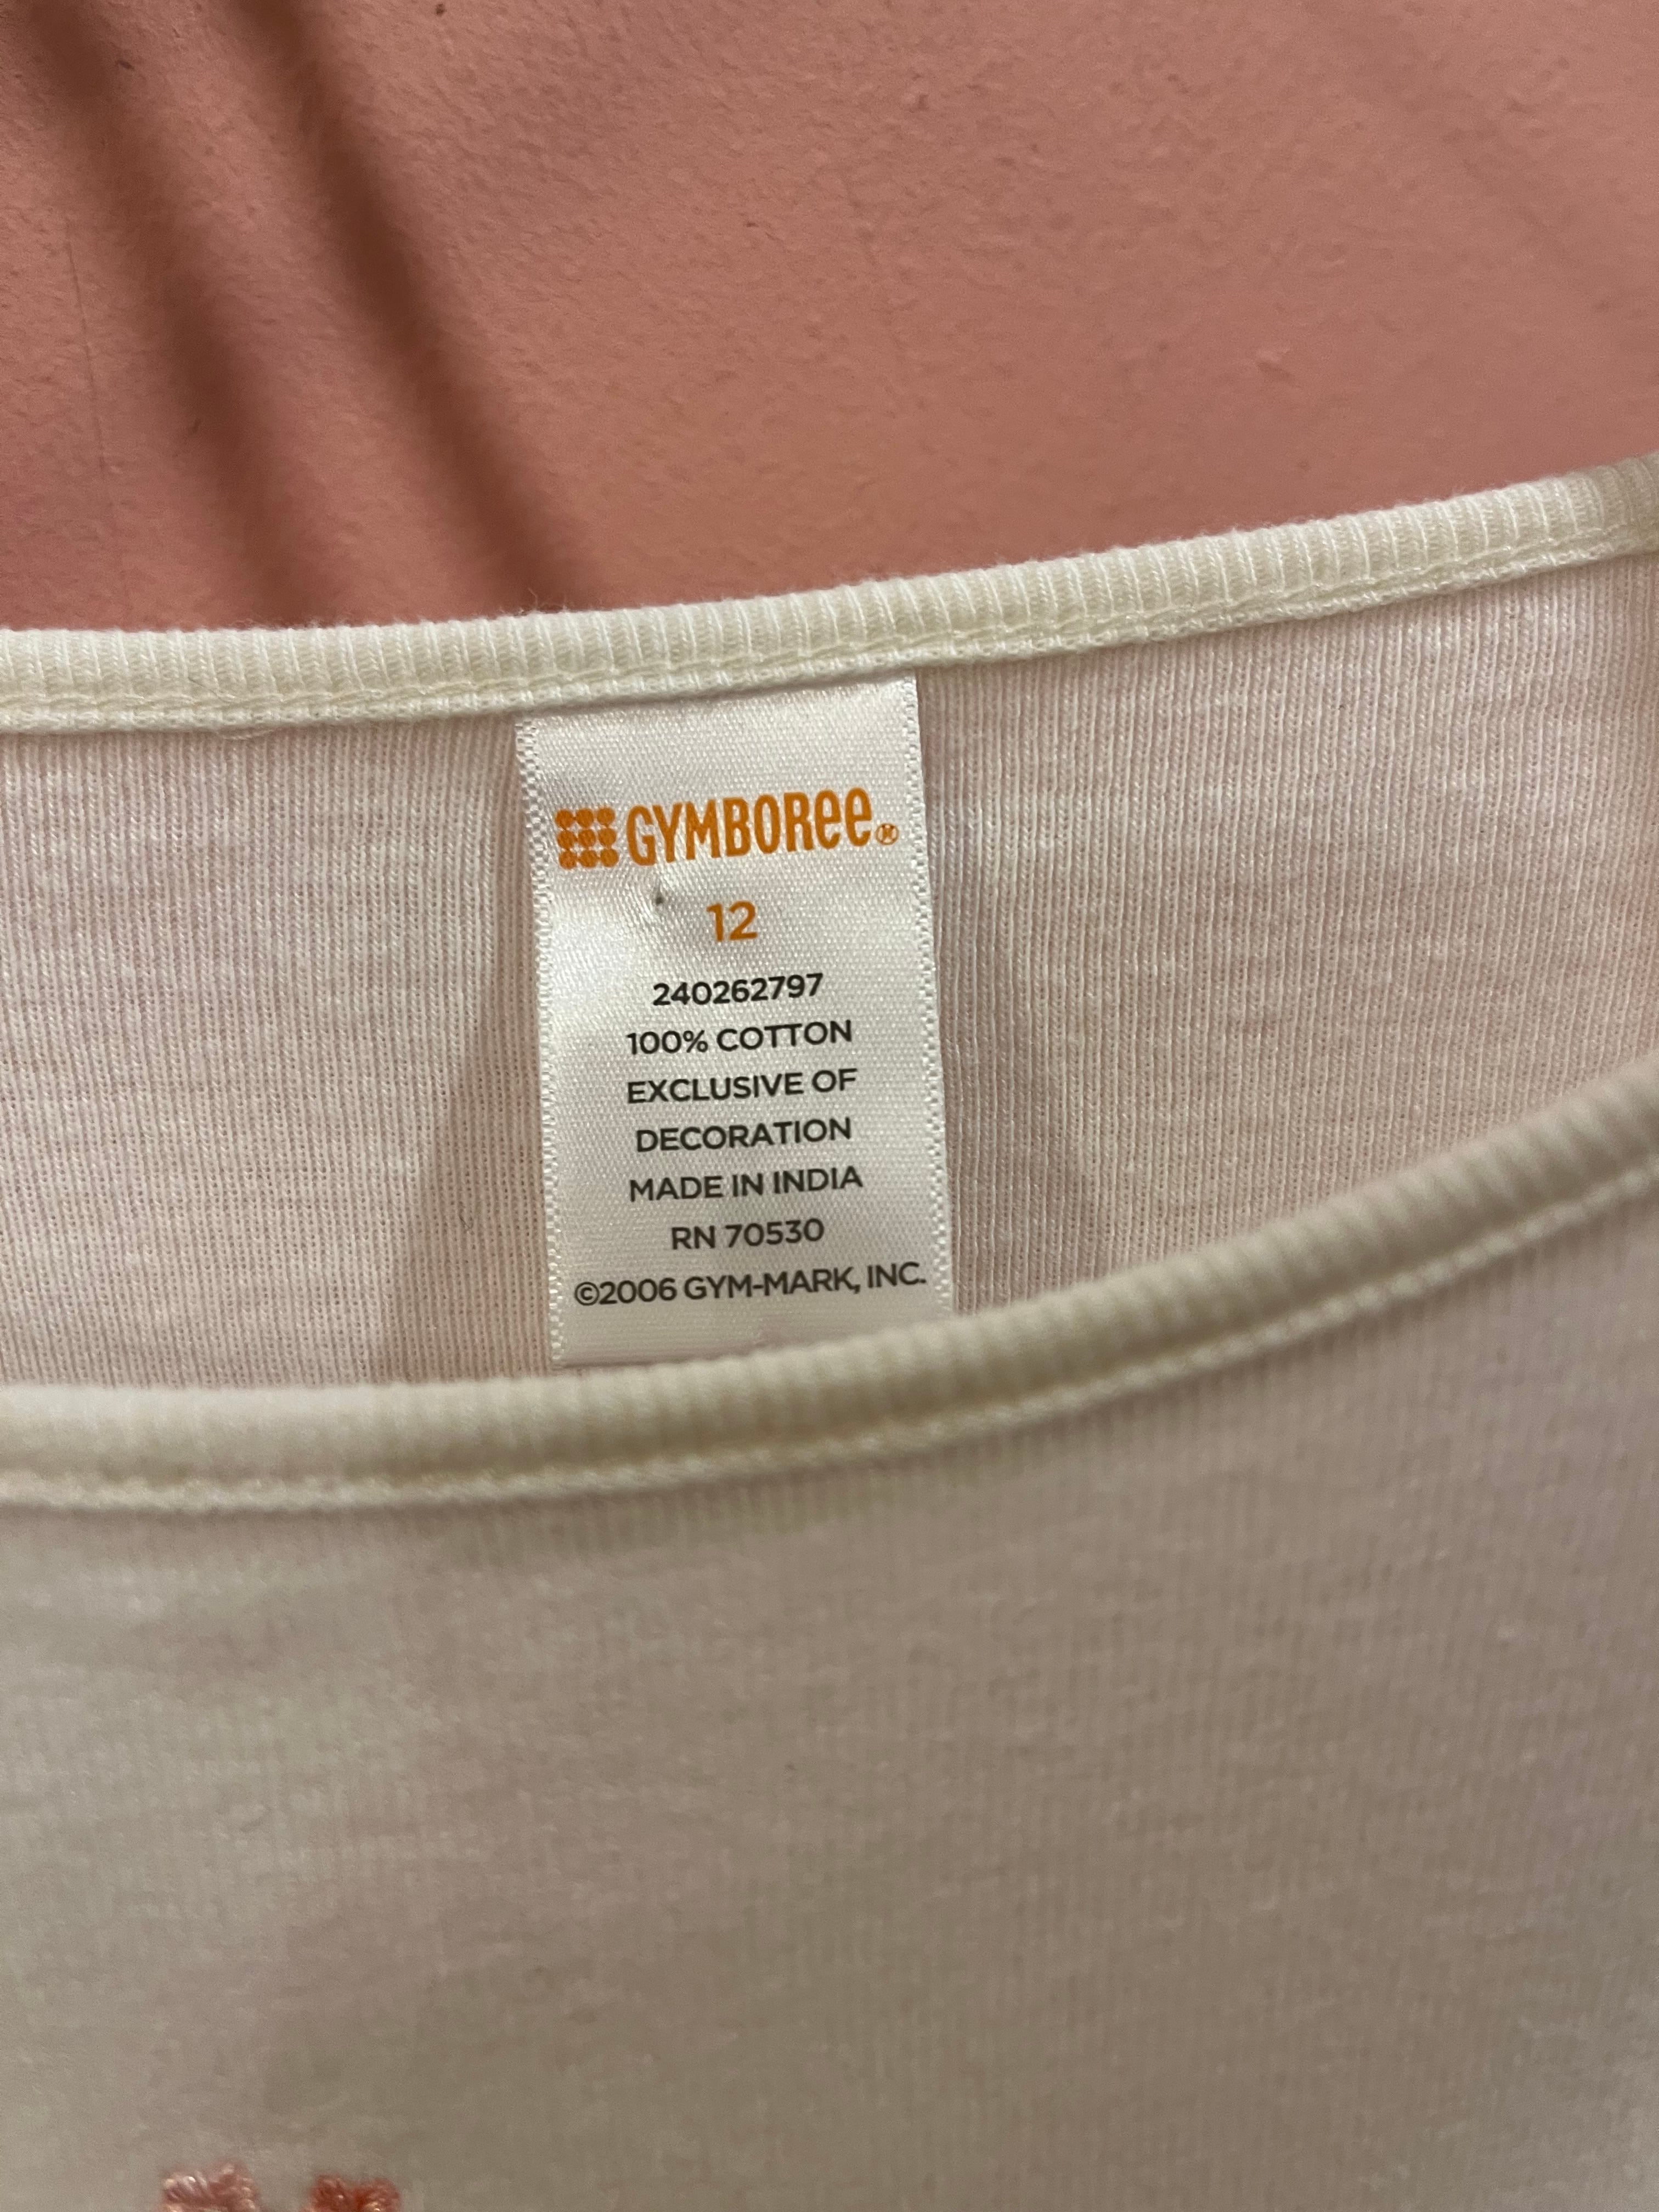 GYMBOREE®
12
240262797
100% COTTON
EXCLUSIVE OF
DECORATION
MADE IN INDIA
RN 70530
©2006 GYM-MARK, INC.